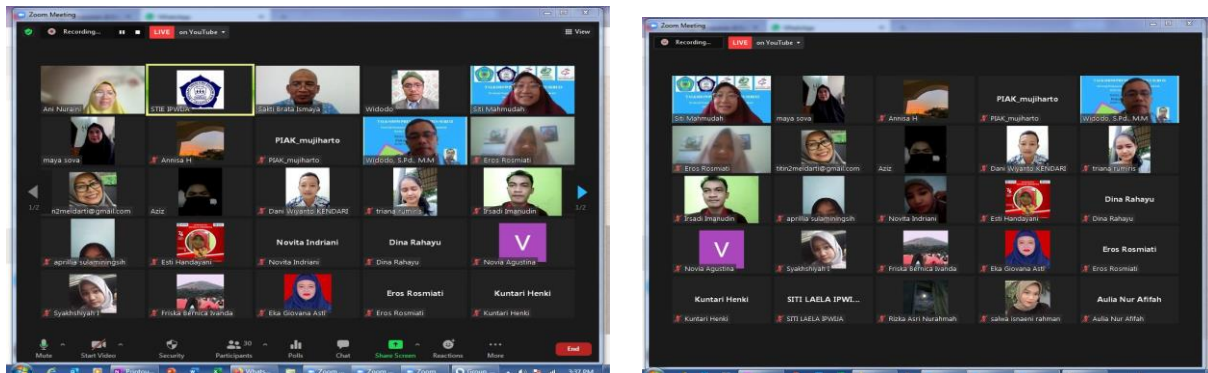 Zoom Meeting
Recording...
LIVE on YouTube
View
Ani Nuraini
STIE IPWIJA
Sakti Brata Ismaya
Widodo
Siti Mahmudah
maya sova
Annisa H
PIAK_mujiharto
PIAK_mujiharto
Widodo, S.Pd., M.M
Eros Rosmiati
1/2
n2meidarti@gmail.com
Aziz
Dani Wiyanto KENDARI
triana rumiris
Irsadi Imanudin
1/2
aprillia sulaminingsih
Esti Handayani
Novita Indriani
Novita Indriani
Dina Rahayu
Dina Rahayu
V
Novia Agustina
Syakhshiyah I
Friska Bernica Ivanda
Eka Giovana Asti
Eros Rosmiati
Eros Rosmiati
Kuntari Henki
Kuntari Henki
Mute
Start Video
Security
Participants
30
Polls
Chat
Share Screen
Reactions
More
End
3:37 PM
Zoom Meeting
Recording...
LIVE on YouTube
Siti Mahmudah
maya sova
Annisa H
PIAK_mujiharto
PIAK_mujiharto
Widodo, S.Pd., M.M
Eros Rosmiati
titin2meidarti@gmail.com
Aziz
Dani Wiyanto KENDARI
triana rumiris
Irsadi Imanudin
aprillia sulaminingsih
Novita Indriani
Esti Handayani
Dina Rahayu
Dina Rahayu
V
Novia Agustina
Syakhshiyah I
Friska Bernica Ivanda
Eka Giovana Asti
Eros Rosmiati
Eros Rosmiati
Kuntari Henki
Kuntari Henki
SITI LAELA IPWI...
SITI LAELA IPWIJA
Rizka Asri Nurahmah
salwa isnaeni rahman
Aulia Nur Afifah
Aulia Nur Afifah